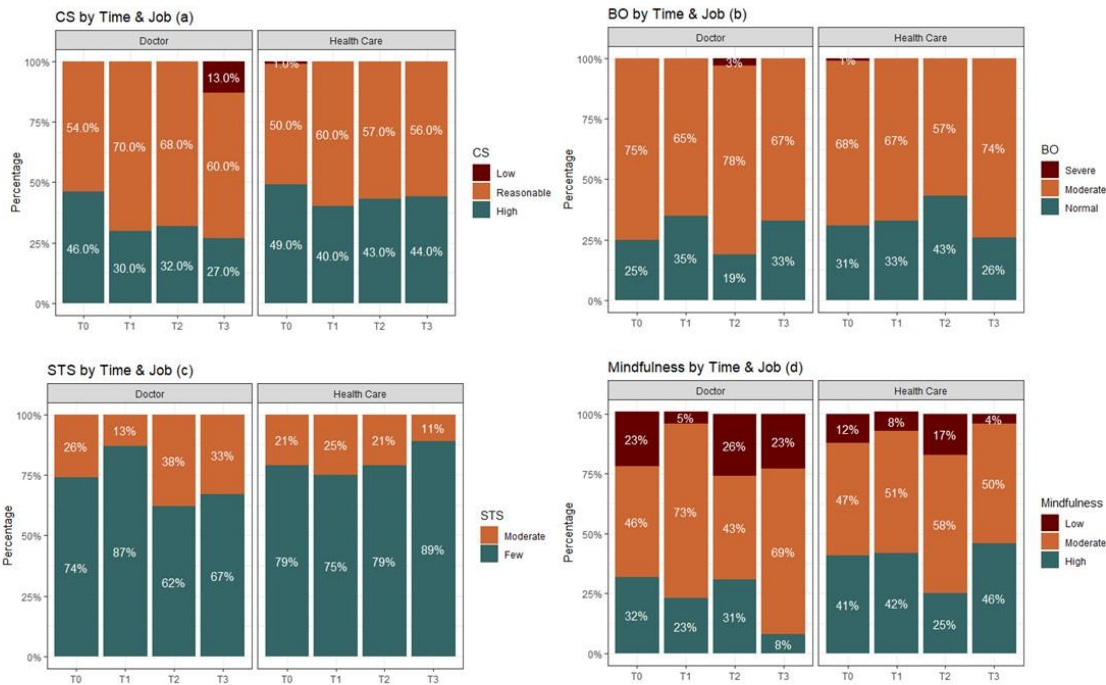 CS by Time & Job (a)
Doctor
Health Care
Percentage
100%
75%
50%
25%
0%
54.0%
46.0%
70.0%
30.0%
68.0%
32.0%
13.0%
60.0%
27.0%
1.0%
50.0%
49.0%
60.0%
40.0%
57.0%
43.0%
56.0%
44.0%
T0
T1
T2
T3
T0
T1
T2
T3
CS
Low
Reasonable
High
BO by Time & Job (b)
Doctor
Health Care
Percentage
100%
75%
50%
25%
0%
75%
25%
65%
35%
3%
78%
19%
67%
33%
1%
68%
31%
67%
33%
57%
43%
74%
26%
T0
T1
T2
T3
T0
T1
T2
T3
BO
Severe
Moderate
Normal
STS by Time & Job (c)
Doctor
Health Care
Percentage
100%
75%
50%
25%
0%
26%
74%
13%
87%
38%
62%
33%
67%
21%
79%
25%
75%
21%
79%
11%
89%
T0
T1
T2
T3
T0
T1
T2
T3
STS
Moderate
Few
Mindfulness by Time & Job (d)
Doctor
Health Care
Percentage
100%
75%
50%
25%
0%
23%
46%
32%
5%
73%
23%
26%
43%
31%
23%
69%
8%
12%
47%
41%
8%
51%
42%
17%
58%
25%
4%
50%
46%
T0
T1
T2
T3
T0
T1
T2
T3
Mindfulness
Low
Moderate
High